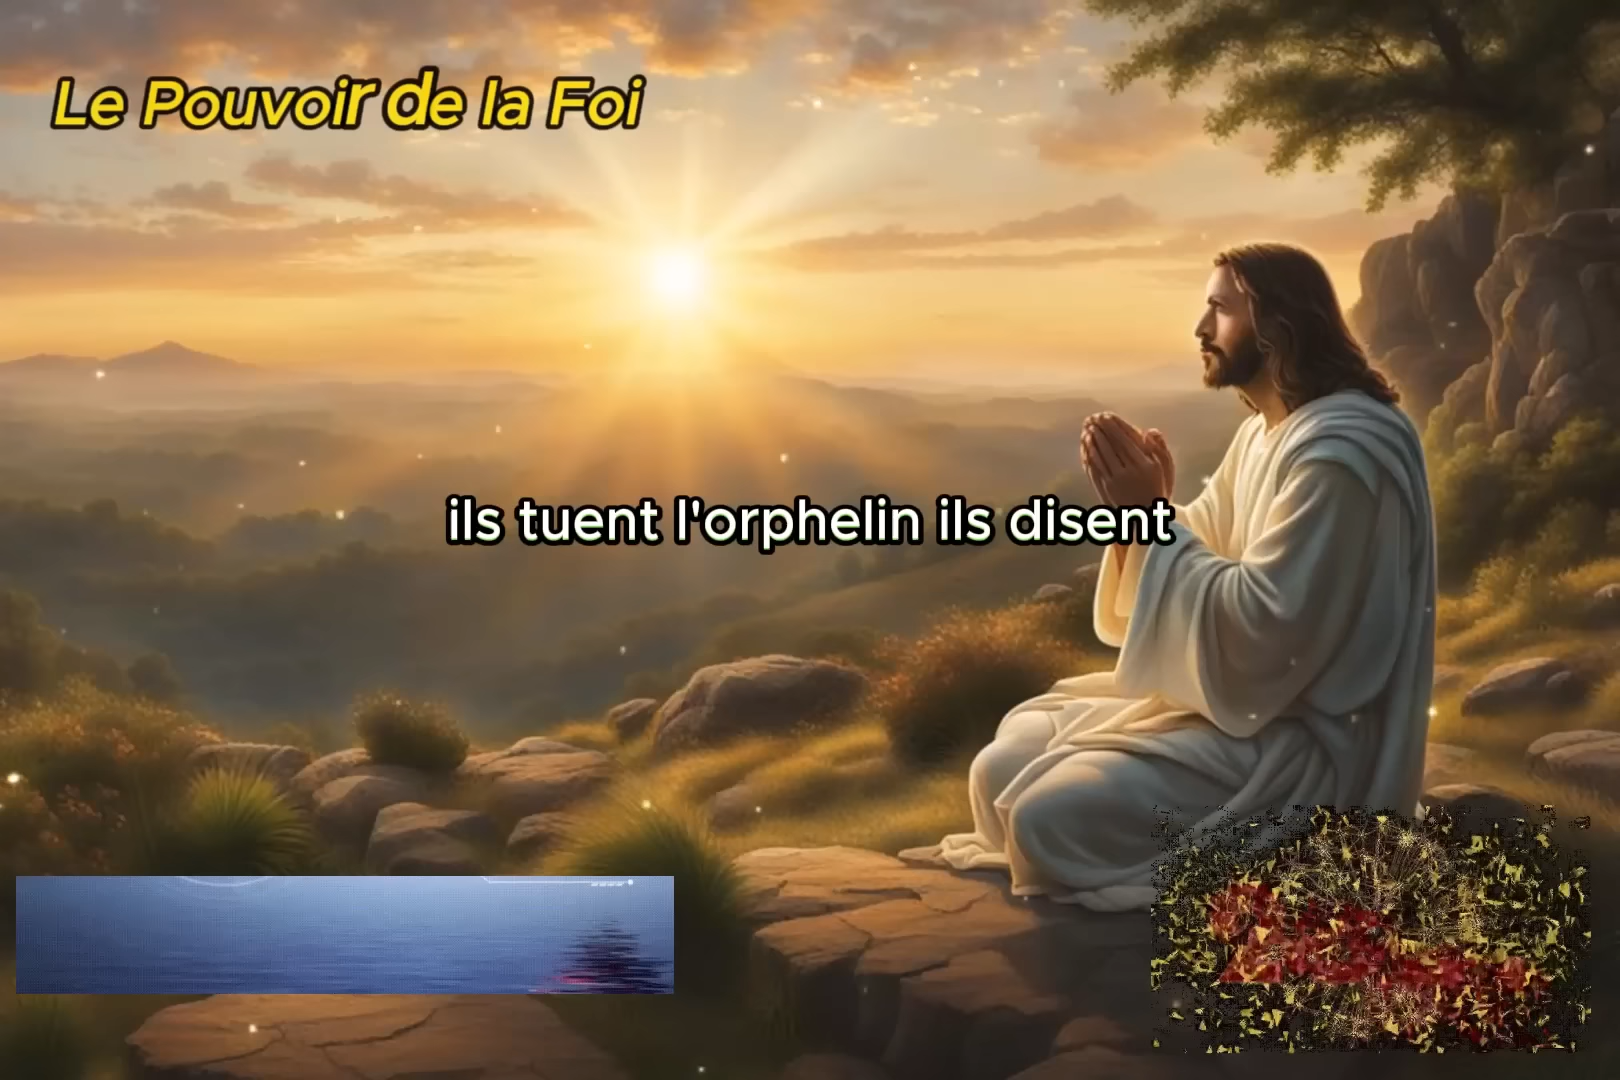 Le Pouvoir de la Foi
ils tuent l'orphelin ils disent